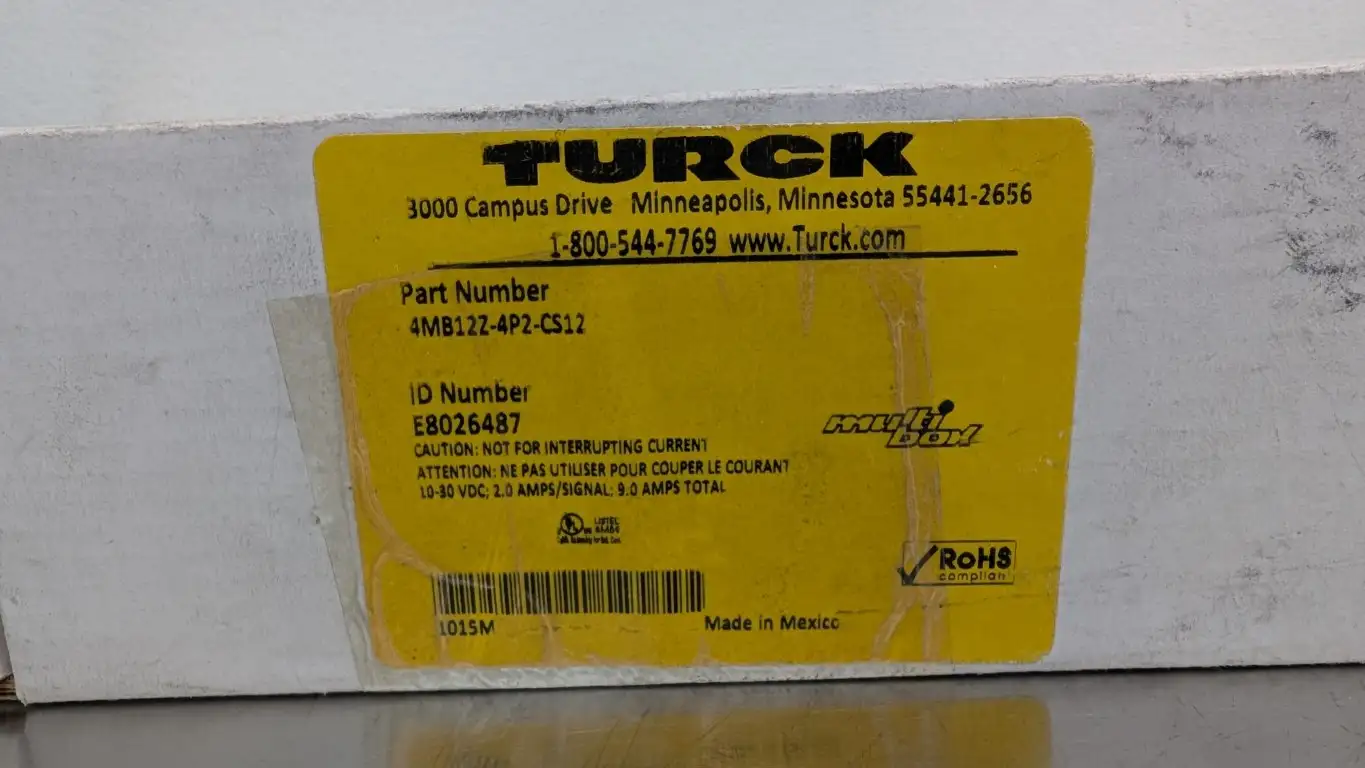 TURCK
3000 Campus Drive Minneapolis, Minnesota 55441-2656
1-800-544-7769 www.Turck.com
Part Number
4MB12Z-4P2-CS12
ID Number
E8026487
multi
box
CAUTION: NOT FOR INTERRUPTING CURRENT
ATTENTION: NE PAS UTILISER POUR COUPER LE COURANT
10-30 VDC; 2.0 AMPS/SIGNAL; 9.0 AMPS TOTAL
LISTED
RoHS
compliant
1015M
Made in Mexico